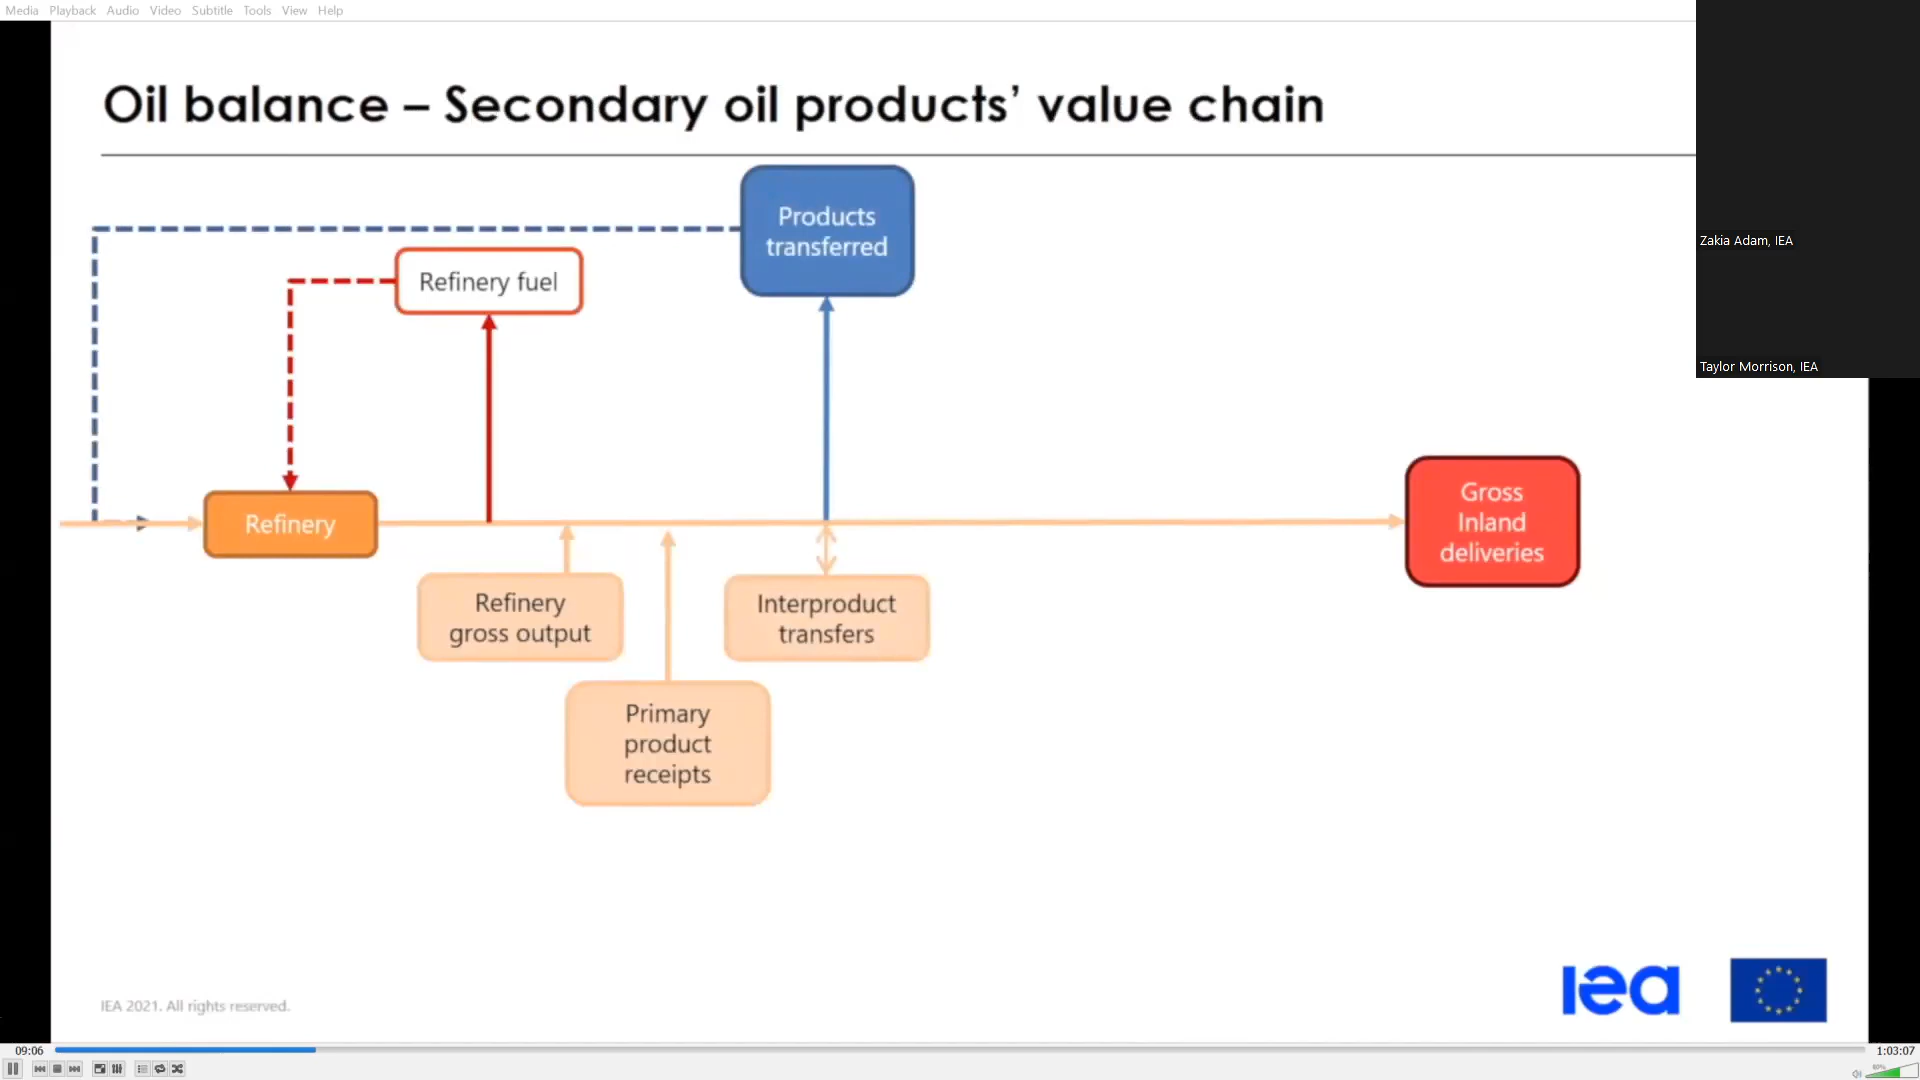 Media Playback Audio Video Subtitle Tools View Help
Oil balance – Secondary oil products’ value chain
Products
transferred
Refinery fuel
Zakia Adam, IEA
Taylor Morrison, IEA
Refinery
Gross
Inland
deliveries
Refinery
gross output
Interproduct
transfers
Primary
product
receipts
iea
IEA 2021. All rights reserved.
09:06
1:03:07